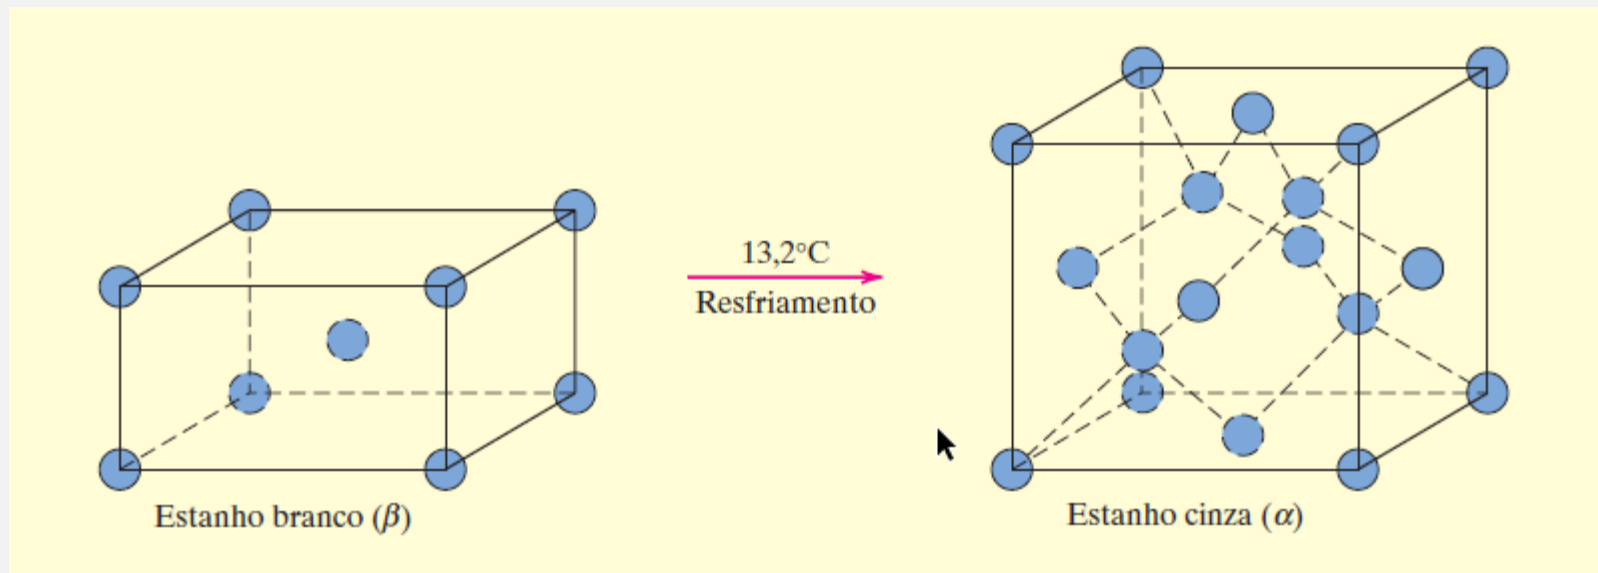 13,2°C
Resfriamento
Estanho branco (β)
Estanho cinza (α)